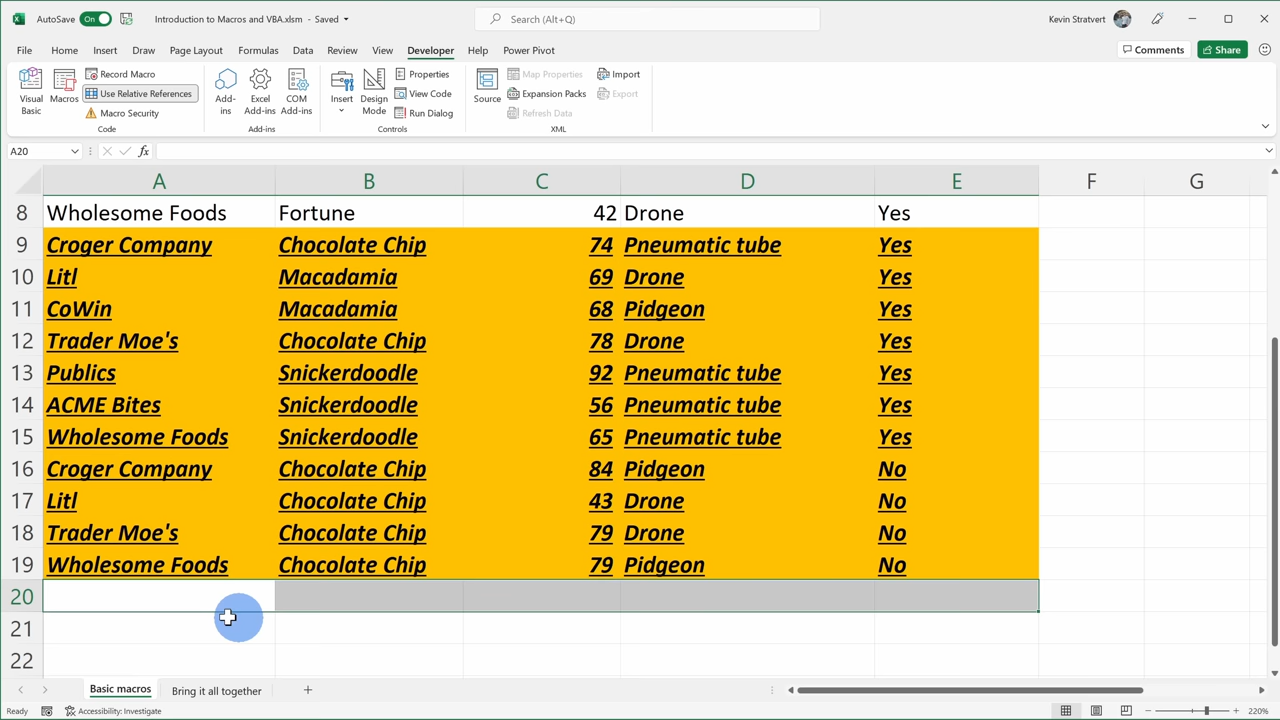 AutoSave On Introduction to Macros and VBA.xlsm - Saved Search (Alt+Q) Kevin Stratvert
File Home Insert Draw Page Layout Formulas Data Review View Developer Help Power Pivot Comments Share
Visual Basic Macros Record Macro Use Relative References Macro Security Add-ins Excel Add-ins COM Add-ins Insert Design Mode Properties View Code Run Dialog Source Map Properties Expansion Packs Refresh Data Import Export
Code Add-ins Controls XML
A20 fx
A B C D E F G
8 Wholesome Foods Fortune 42 Drone Yes
9 Croger Company Chocolate Chip 74 Pneumatic tube Yes
10 Litl Macadamia 69 Drone Yes
11 CoWin Macadamia 68 Pidgeon Yes
12 Trader Moe's Chocolate Chip 78 Drone Yes
13 Publics Snickerdoodle 92 Pneumatic tube Yes
14 ACME Bites Snickerdoodle 56 Pneumatic tube Yes
15 Wholesome Foods Snickerdoodle 65 Pneumatic tube Yes
16 Croger Company Chocolate Chip 84 Pidgeon No
17 Litl Chocolate Chip 43 Drone No
18 Trader Moe's Chocolate Chip 79 Drone No
19 Wholesome Foods Chocolate Chip 79 Pidgeon No
20
21
22
Basic macros Bring it all together
Ready Accessibility: Investigate 220%